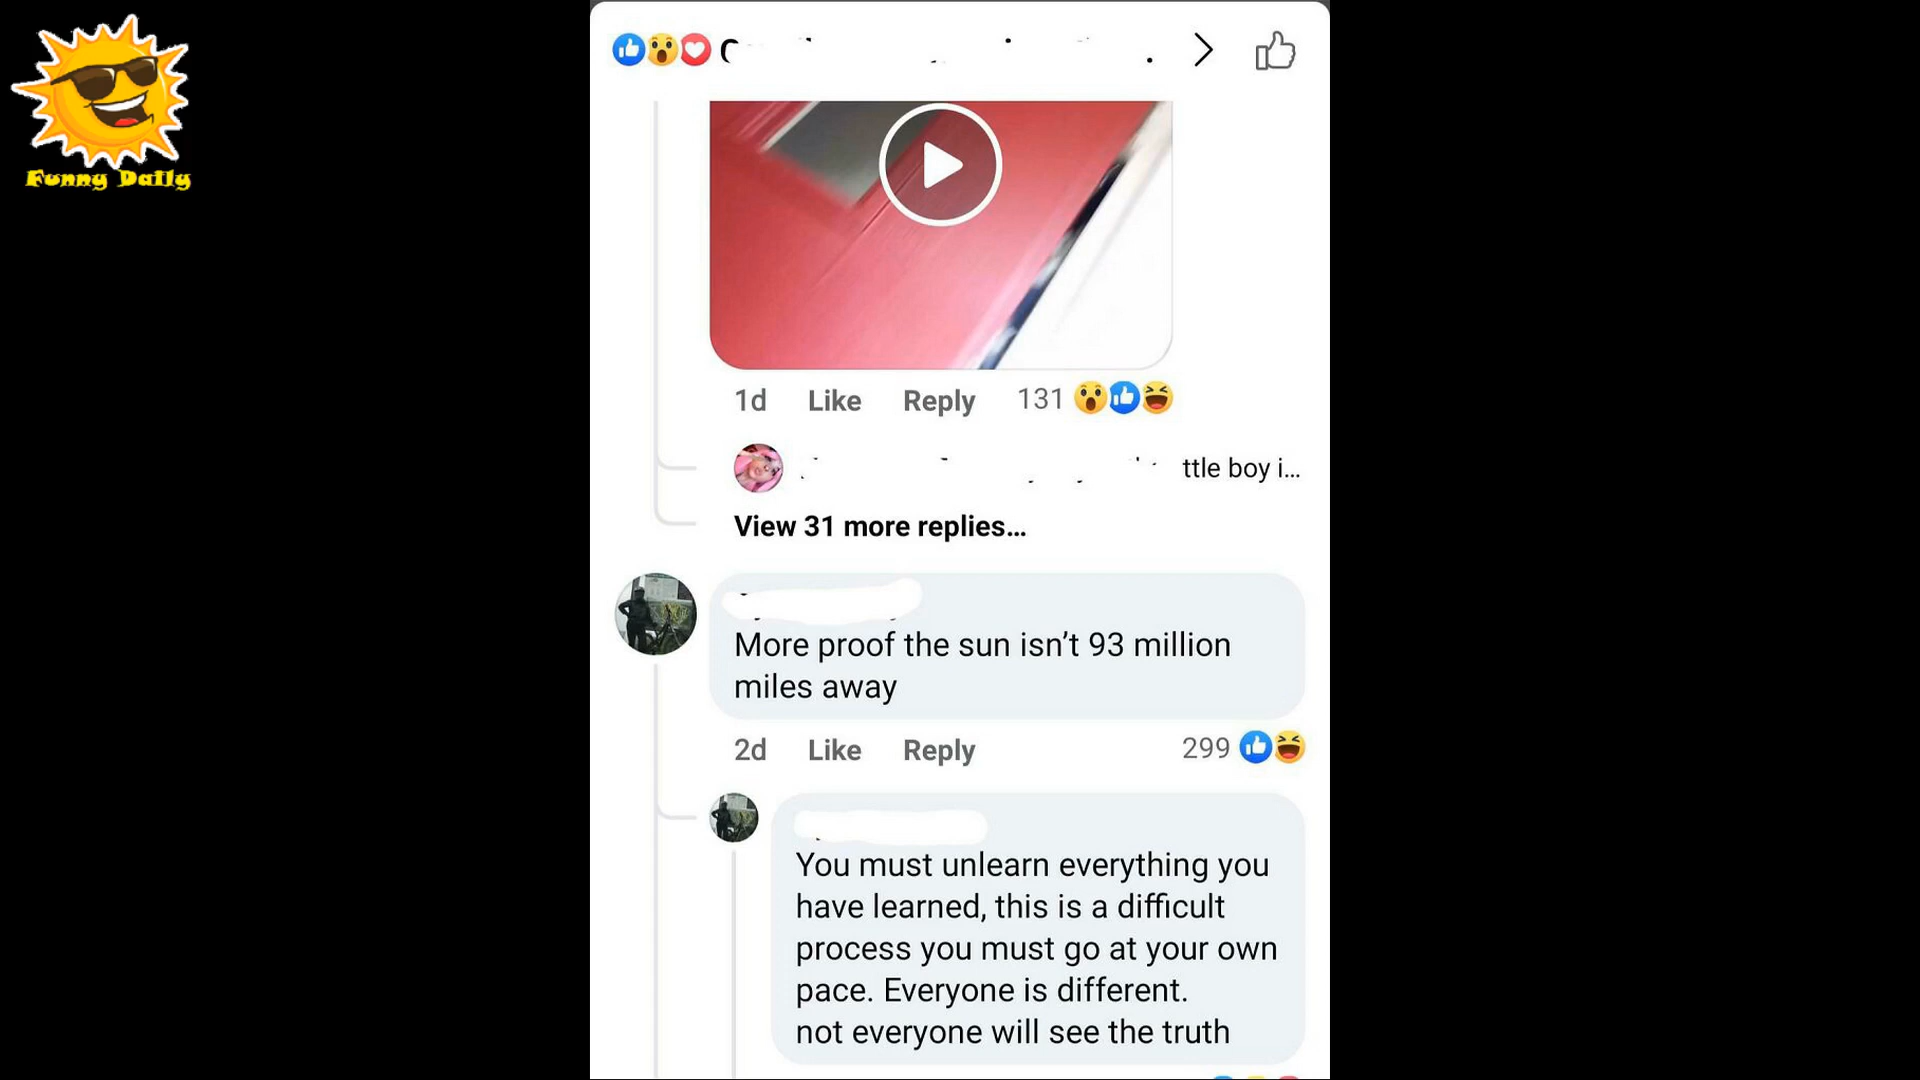 Funny Daily
1d Like Reply 131
ttle boy i...
View 31 more replies...
More proof the sun isn't 93 million
miles away
2d Like Reply 299
You must unlearn everything you
have learned, this is a difficult
process you must go at your own
pace. Everyone is different.
not everyone will see the truth